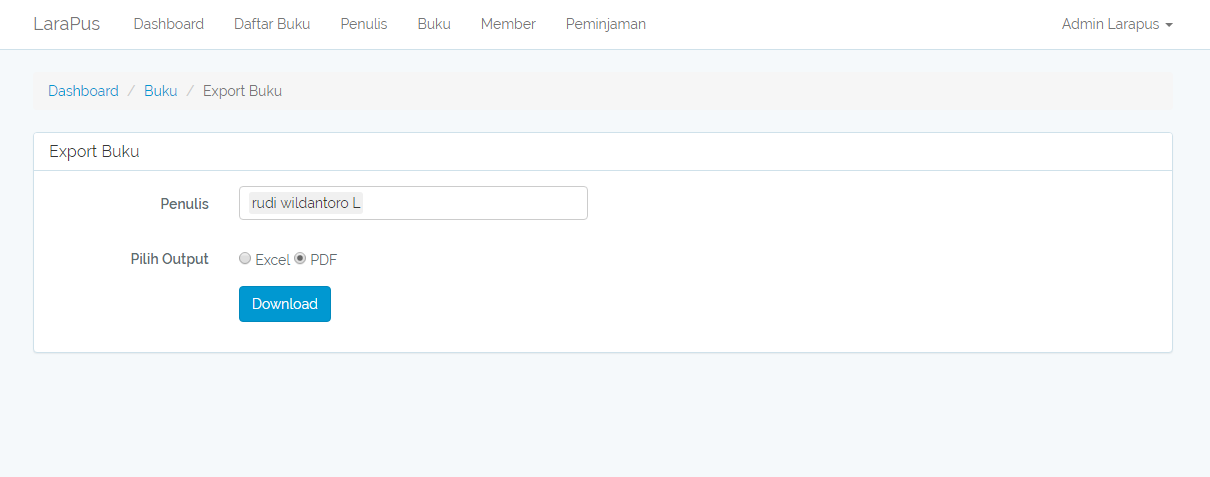 LaraPus Dashboard Daftar Buku Penulis Buku Member Peminjaman Admin Larapus
Dashboard / Buku / Export Buku
Export Buku
Penulis rudi wildantoro L
Pilih Output Excel PDF
Download